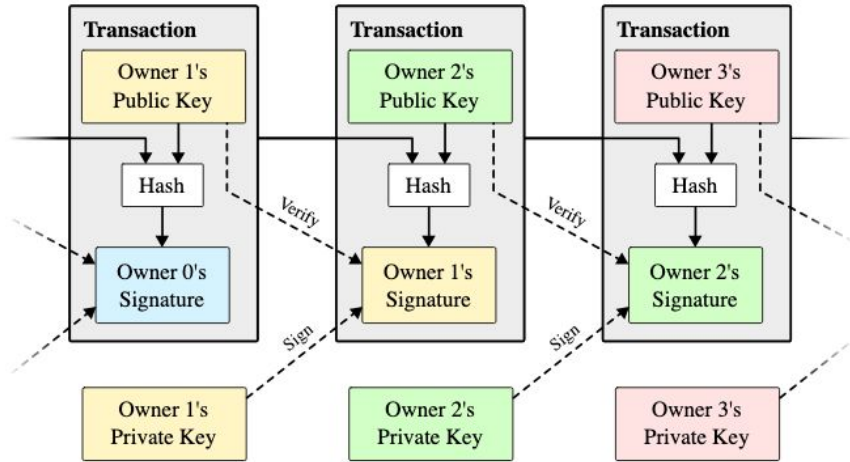 Transaction
Owner 1's
Public Key
Hash
Owner 0's
Signature
Transaction
Owner 2's
Public Key
Hash
Verify
Owner 1's
Signature
Sign
Transaction
Owner 3's
Public Key
Hash
Verify
Owner 2's
Signature
Sign
Owner 1's
Private Key
Owner 2's
Private Key
Owner 3's
Private Key